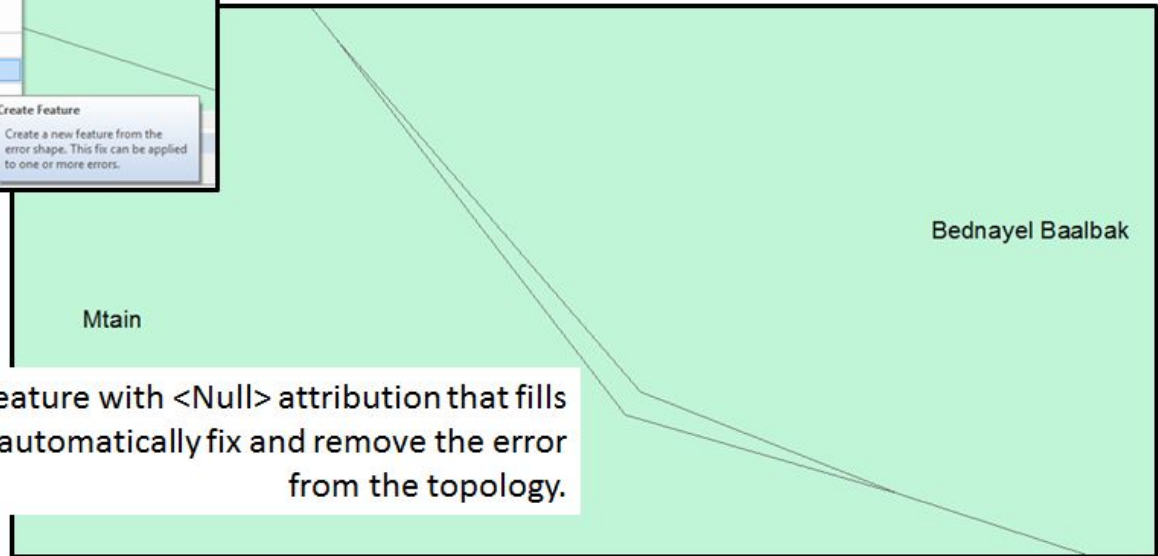 Create Feature
Create a new feature from the
error shape. This fix can be applied
to one or more errors.
Bednayel Baalbak
Mtain
feature with <Null> attribution that fills
automatically fix and remove the error
from the topology.